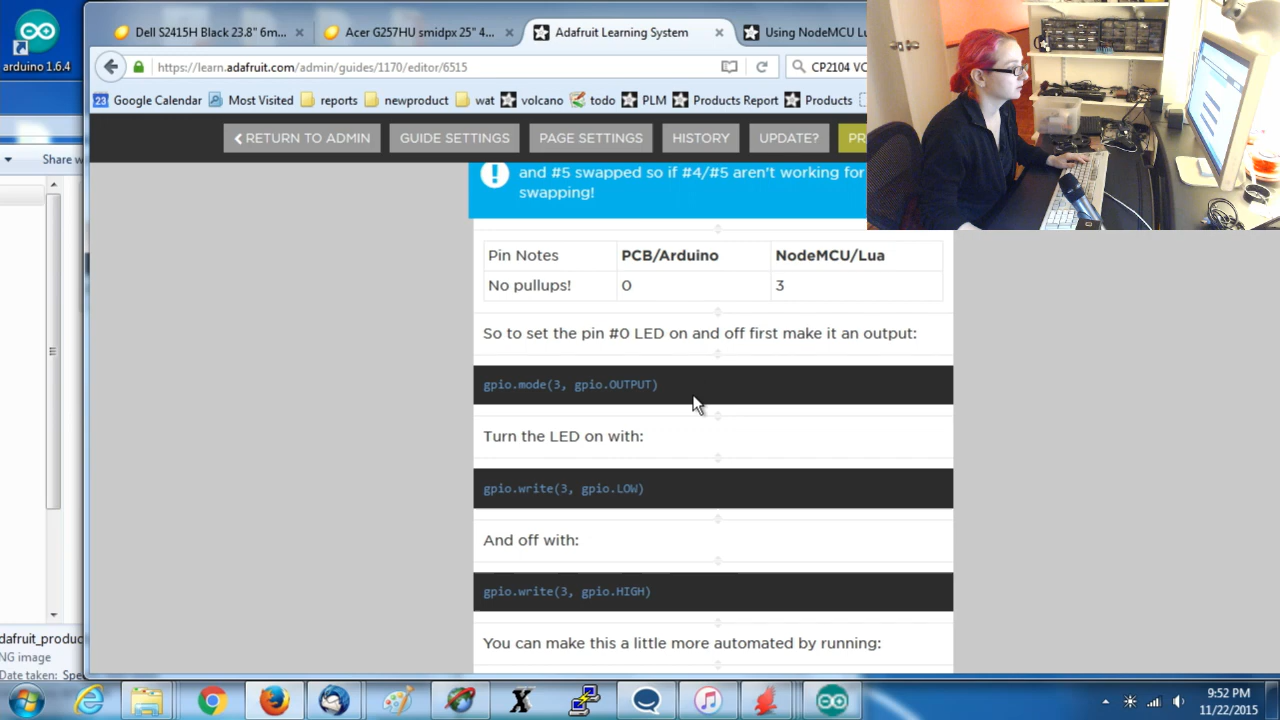 Dell S2415H Black 23.8" 6m...
Acer G257HU smidpx 25" 4...
Adafruit Learning System
Using NodeMCU Lu
arduino 1.6.4
https://learn.adafruit.com/admin/guides/1170/editor/6515
CP2104 VC
Google Calendar
Most Visited
reports
newproduct
wat
volcano
todo
PLM
Products Report
Products
RETURN TO ADMIN
GUIDE SETTINGS
PAGE SETTINGS
HISTORY
UPDATE?
PR
Share w
and #5 swapped so if #4/#5 aren't working for
swapping!
Pin Notes PCB/Arduino NodeMCU/Lua
No pullups! 0 3
So to set the pin #0 LED on and off first make it an output:
gpio.mode(3, gpio.OUTPUT)
Turn the LED on with:
gpio.write(3, gpio.LOW)
And off with:
gpio.write(3, gpio.HIGH)
You can make this a little more automated by running:
dafruit_produc
NG image
Date taken: Spe
9:52 PM
11/22/2015